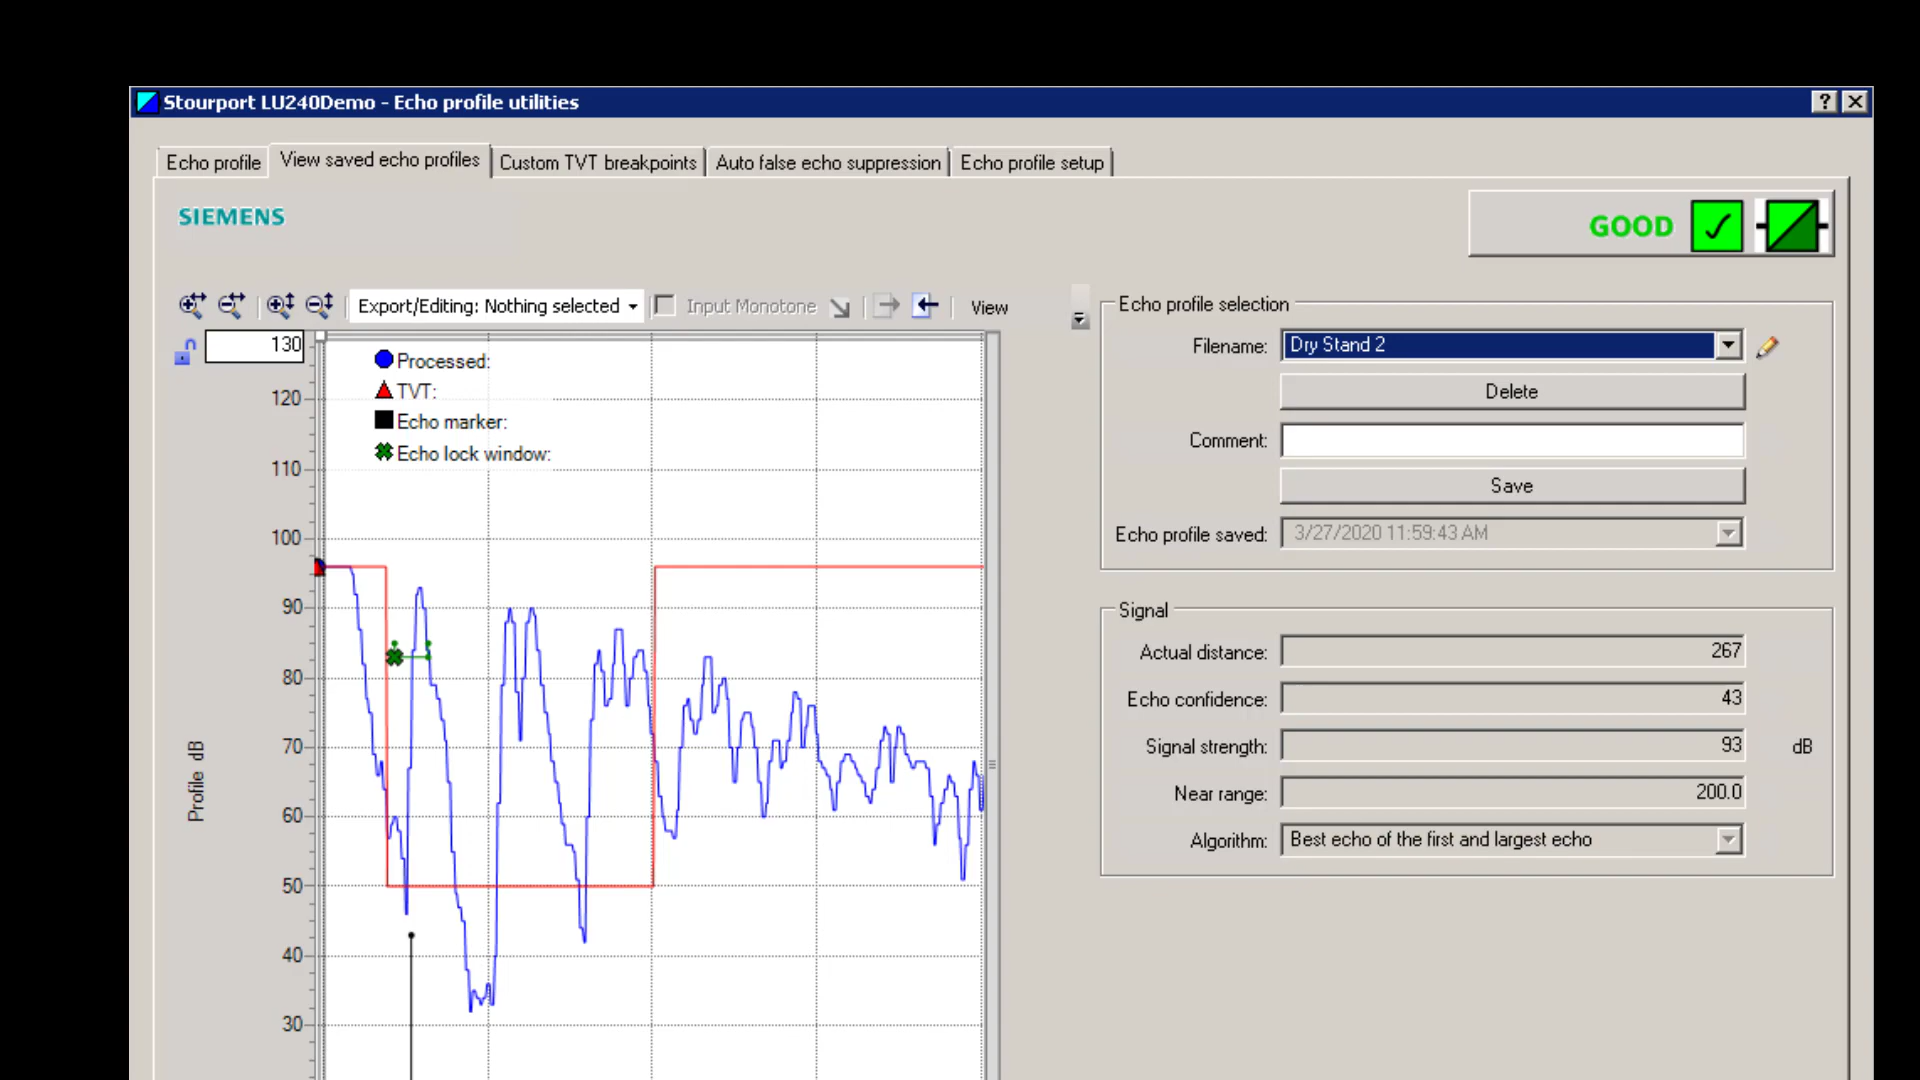 Stourport LU240Demo - Echo profile utilities
?
Echo profile
View saved echo profiles
Custom TVT breakpoints
Auto false echo suppression
Echo profile setup
SIEMENS
GOOD
Export/Editing: Nothing selected
Input Monotone
View
130
120
110
100
90
80
70
60
50
40
30
Profile dB
Processed:
TVT:
Echo marker:
Echo lock window:
Echo profile selection
Filename: Dry Stand 2
Delete
Comment:
Save
Echo profile saved: 3/27/2020 11:59:43 AM
Signal
Actual distance: 267
Echo confidence: 43
Signal strength: 93 dB
Near range: 200.0
Algorithm: Best echo of the first and largest echo